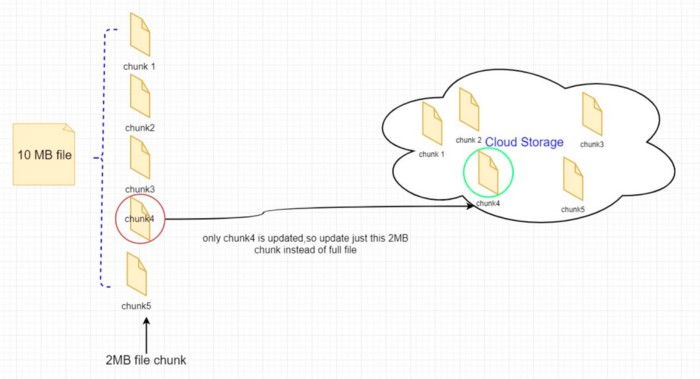 10 MB file
chunk 1
chunk2
chunk3
chunk4
chunk5
2MB file chunk
only chunk4 is updated,so update just this 2MB
chunk instead of full file
Cloud Storage
chunk 1
chunk 2
chunk3
chunk4
chunk5